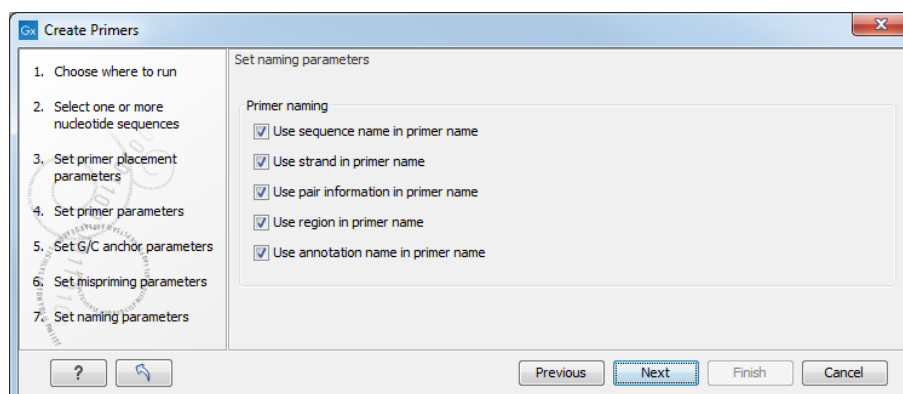 Gx Create Primers
X
1. Choose where to run
2. Select one or more
nucleotide sequences
3. Set primer placement
parameters
4. Set primer parameters
5. Set G/C anchor parameters
6. Set mispriming parameters
7. Set naming parameters
Set naming parameters
Primer naming
Use sequence name in primer name
Use strand in primer name
Use pair information in primer name
Use region in primer name
Use annotation name in primer name
?
Previous
Next
Finish
Cancel